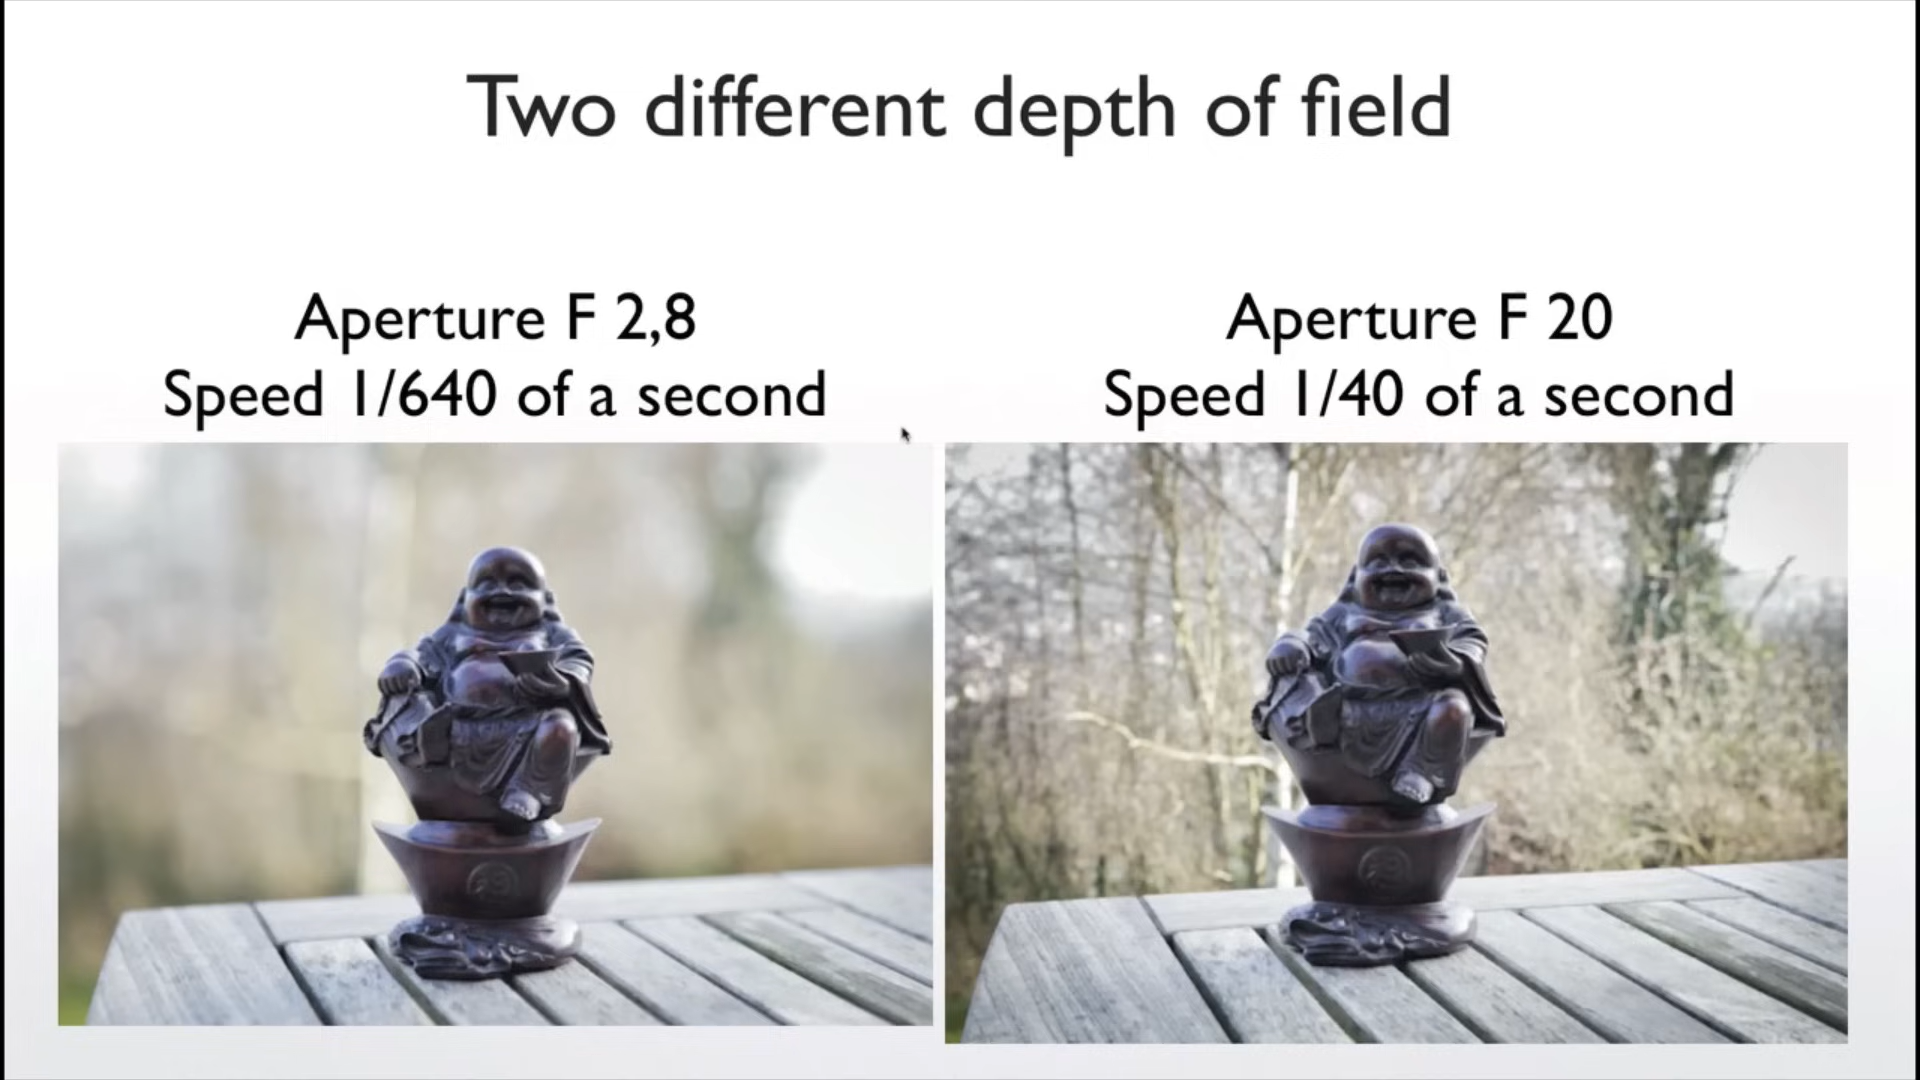 Two different depth of field
Aperture F 2,8
Speed 1/640 of a second
Aperture F 20
Speed 1/40 of a second